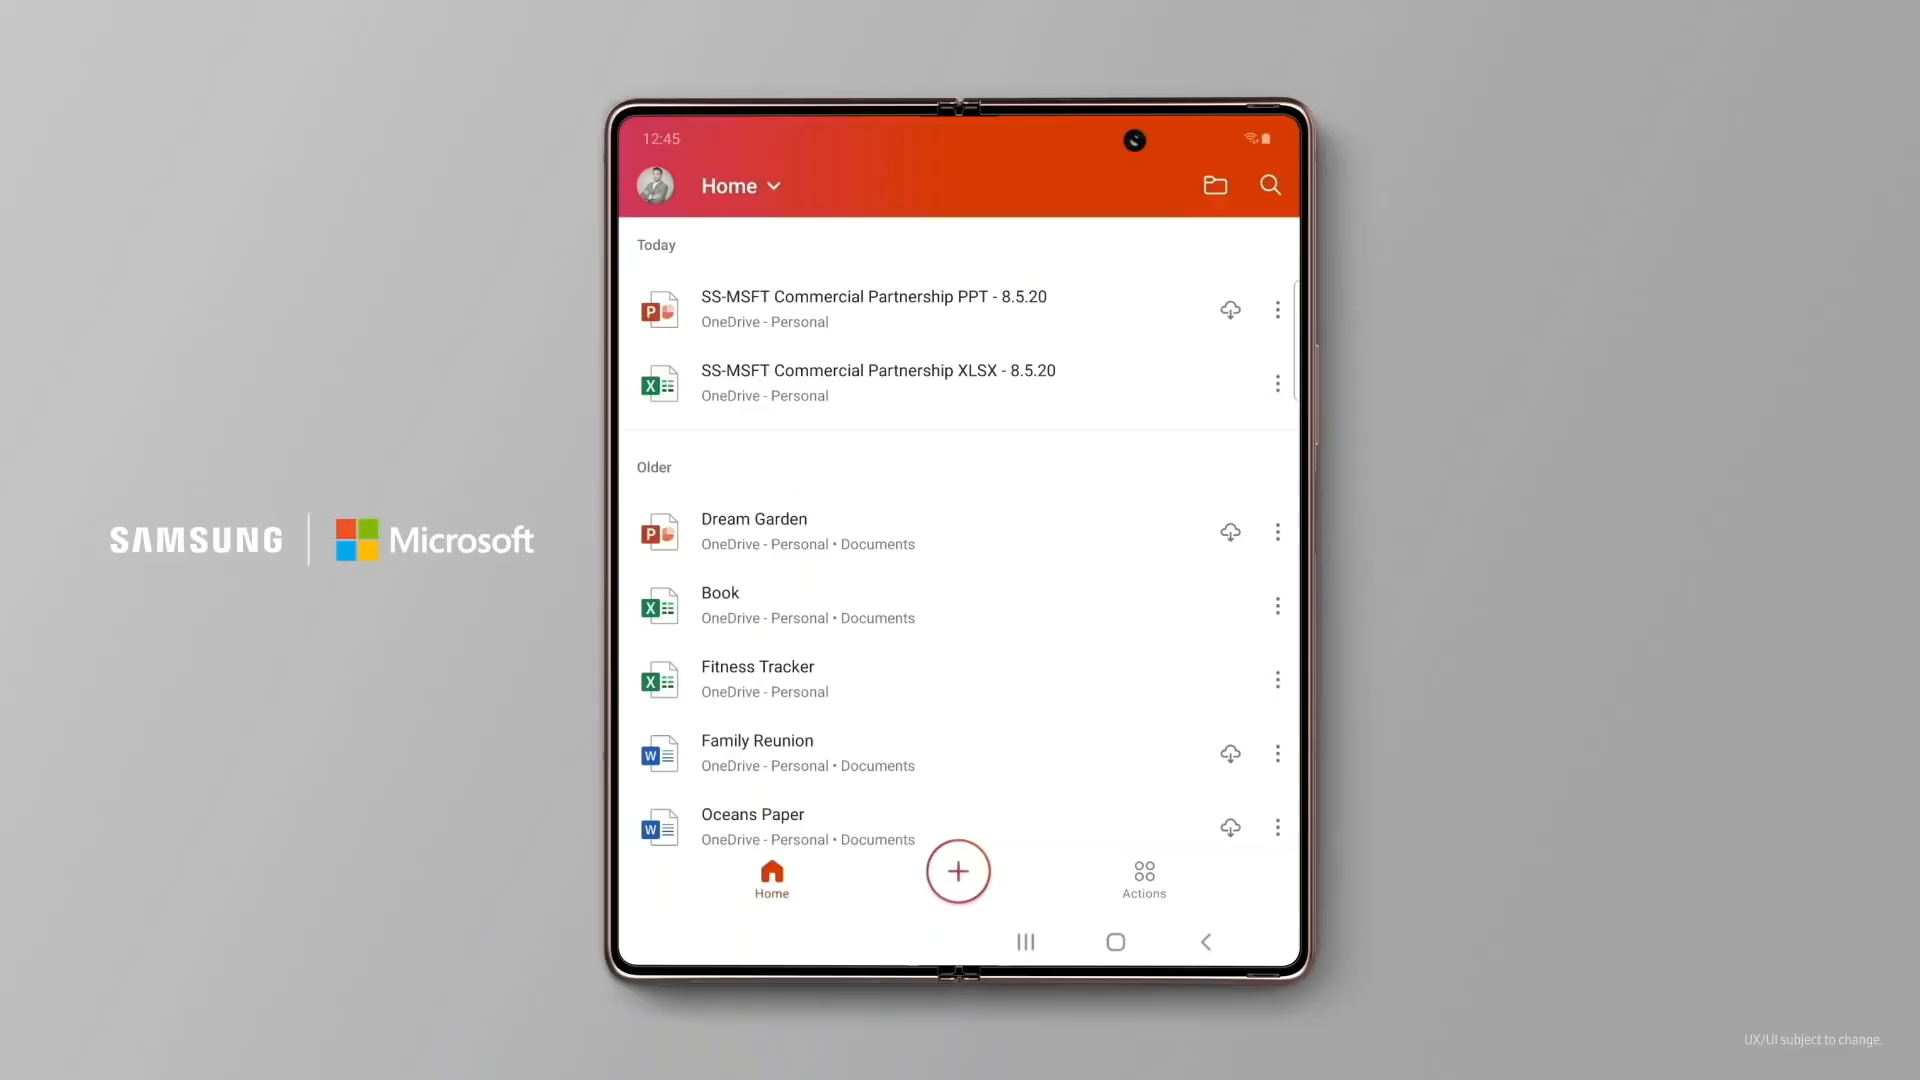 12:45
Home
Today
SS-MSFT Commercial Partnership PPT - 8.5.20
OneDrive - Personal
SS-MSFT Commercial Partnership XLSX - 8.5.20
OneDrive - Personal
Older
Dream Garden
OneDrive - Personal • Documents
Book
OneDrive - Personal • Documents
Fitness Tracker
OneDrive - Personal
Family Reunion
OneDrive - Personal • Documents
Oceans Paper
OneDrive - Personal • Documents
Home
Actions
SAMSUNG | Microsoft
UX/UI subject to change.